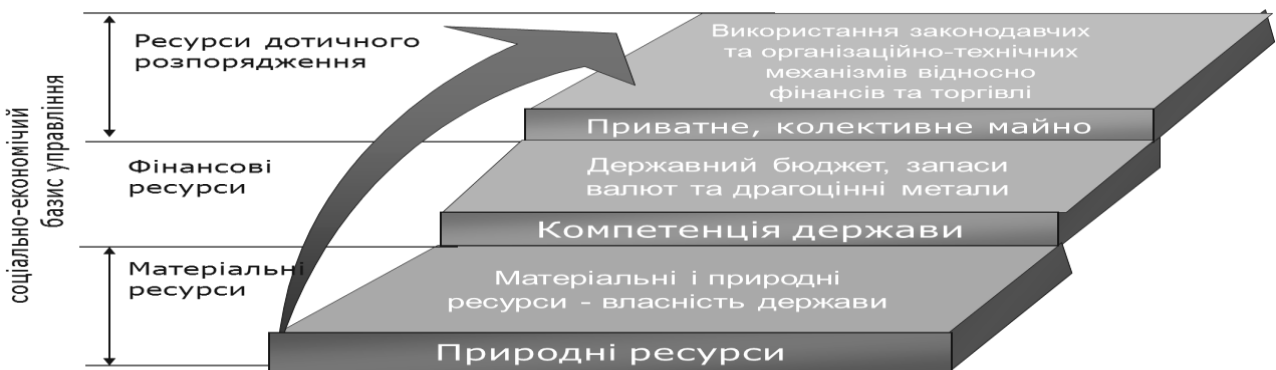 соціально-економічий
базис управління
Ресурси дотичного
розпорядження
Використання законодавчих
та організаційно-технічних
механізмів відносно
фінансів та торгівлі
Приватне, колективне майно
Фінансові
ресурси
Державний бюджет, запаси
валют та драгоцінні метали
Компетенція держави
Матеріальні
ресурси
Матеріальні і природні
ресурси - власність держави
Природні ресурси